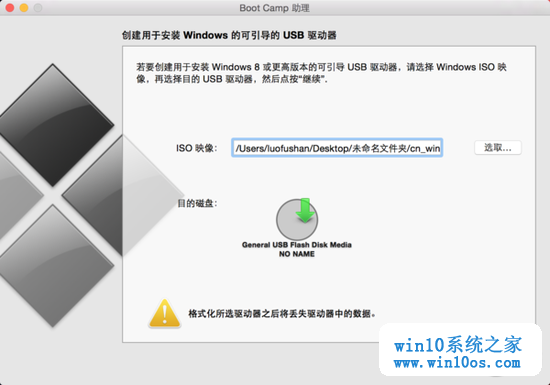 Boot Camp 助理
创建用于安装 Windows 的可引导的 USB 驱动器
若要创建用于安装 Windows 8 或更高版本的可引导 USB 驱动器，请选择 Windows ISO 映
像，再选择目的 USB 驱动器，然后点按“继续”.
ISO 映像：
/Users/luofushan/Desktop/未命名文件夹/cn_win
选取...
目的磁盘：
General USB Flash Disk Media
NO NAME
格式化所选驱动器之后将丢失驱动器中的数据。
win10系统之家
www.win10os.com